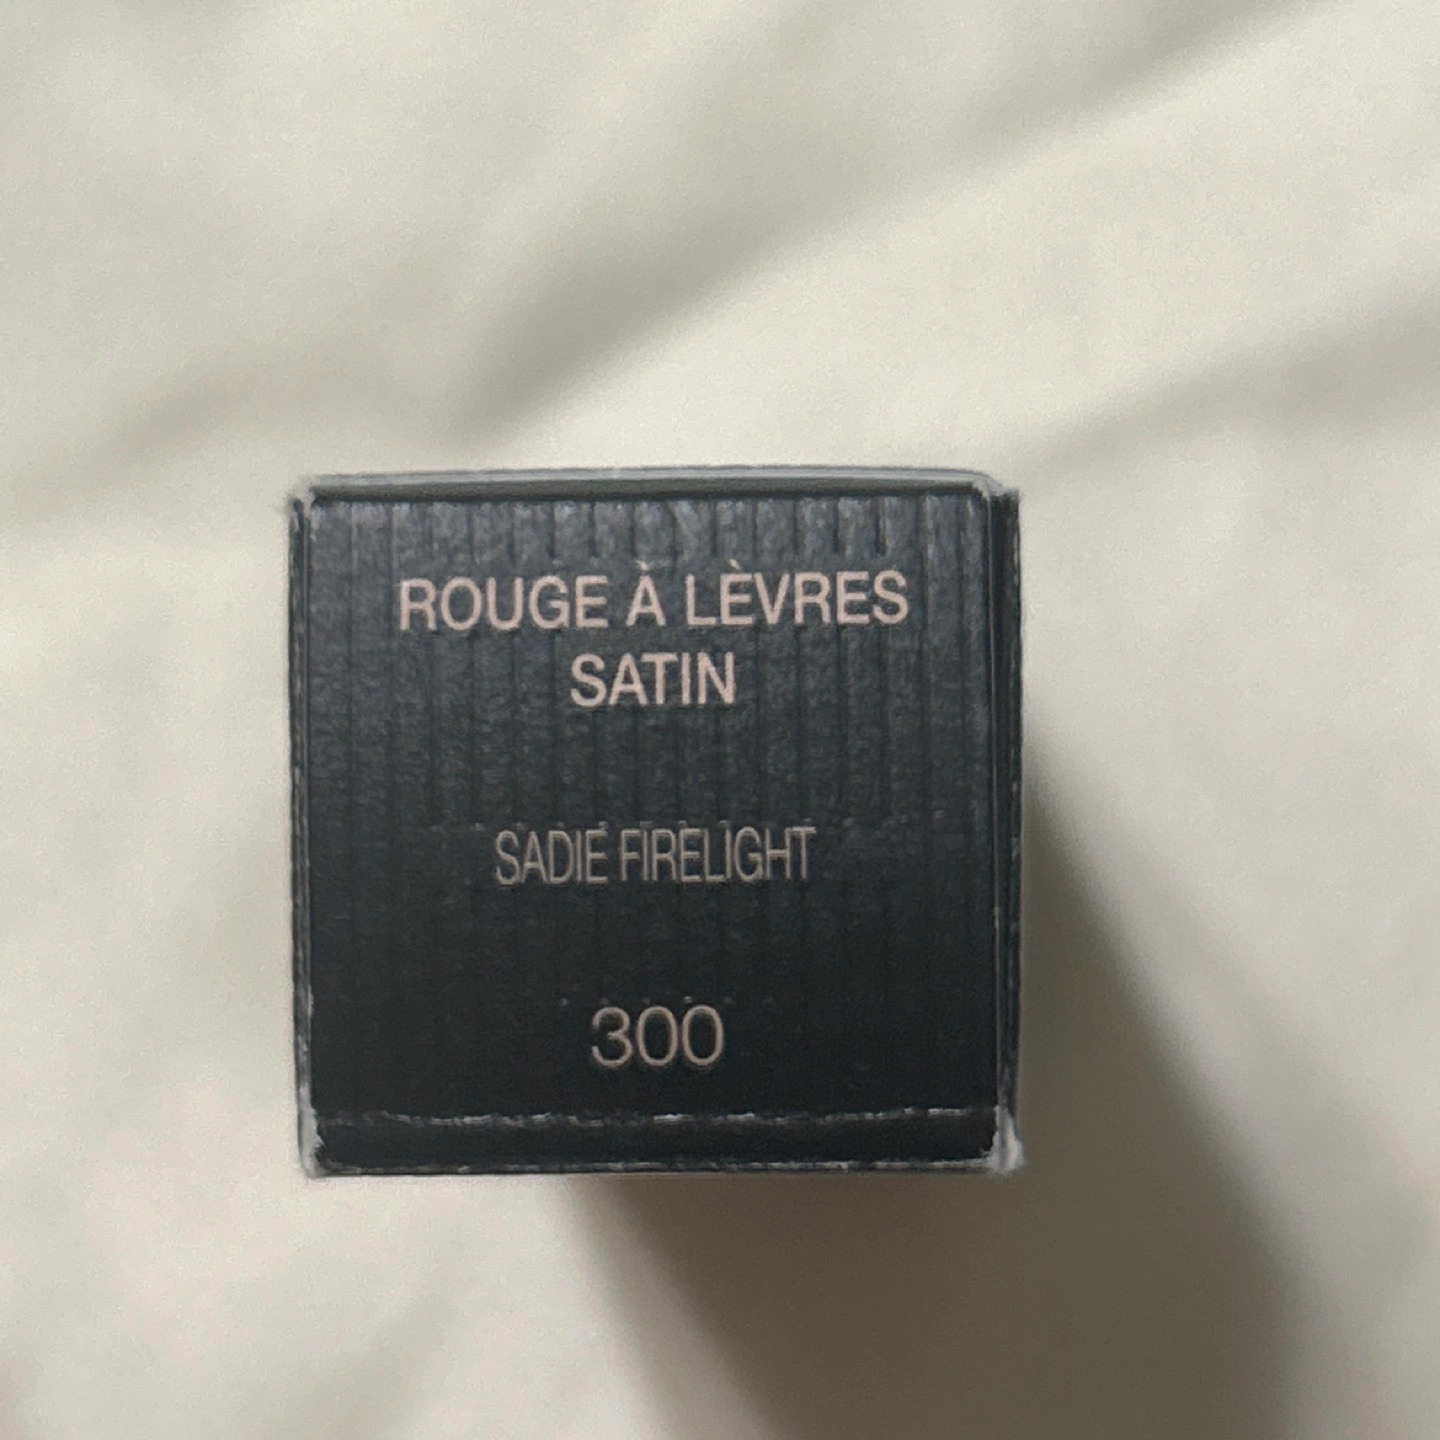 ROUGE À LÈVRES
SATIN
SADIE FIRELIGHT
300